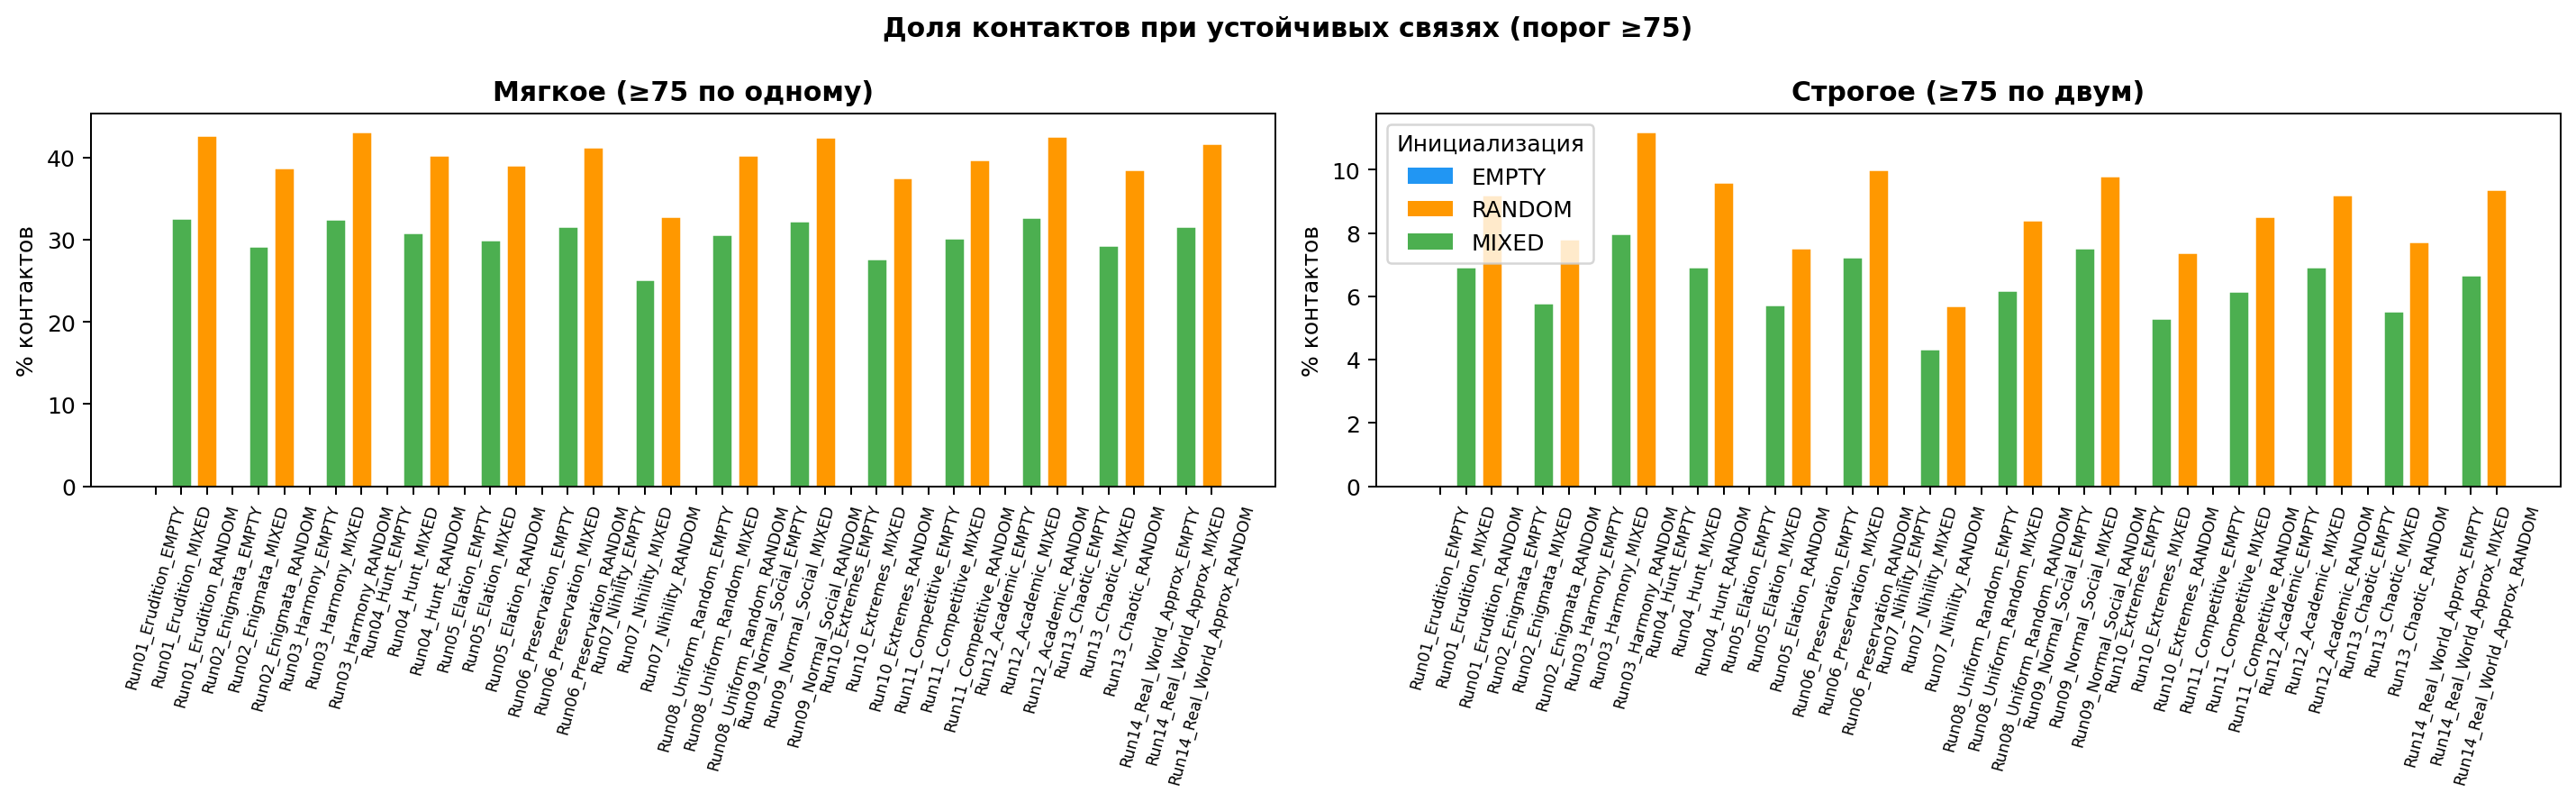 Доля контактов при устойчивых связях (порог ≥75)
Мягкое (≥75 по одному)
% контактов
40
30
20
10
0
Run01_Erudition_EMPTY
Run01_Erudition_MIXED
Run01_Erudition_RANDOM
Run02_Enigmata_EMPTY
Run02_Enigmata_MIXED
Run02_Enigmata_RANDOM
Run03_Harmony_EMPTY
Run03_Harmony_MIXED
Run03_Harmony_RANDOM
Run04_Hunt_EMPTY
Run04_Hunt_MIXED
Run04_Hunt_RANDOM
Run05_Elation_EMPTY
Run05_Elation_MIXED
Run05_Elation_RANDOM
Run06_Preservation_EMPTY
Run06_Preservation_MIXED
Run06_Preservation_RANDOM
Run07_Nihility_EMPTY
Run07_Nihility_MIXED
Run07_Nihility_RANDOM
Run08_Uniform_Random_EMPTY
Run08_Uniform_Random_MIXED
Run08_Uniform_Random_RANDOM
Run09_Normal_Social_EMPTY
Run09_Normal_Social_MIXED
Run09_Normal_Social_RANDOM
Run10_Extremes_EMPTY
Run10_Extremes_MIXED
Run10_Extremes_RANDOM
Run11_Competitive_EMPTY
Run11_Competitive_MIXED
Run11_Competitive_RANDOM
Run12_Academic_EMPTY
Run12_Academic_MIXED
Run12_Academic_RANDOM
Run13_Chaotic_EMPTY
Run13_Chaotic_MIXED
Run13_Chaotic_RANDOM
Run14_Real_World_Approx_EMPTY
Run14_Real_World_Approx_MIXED
Run14_Real_World_Approx_RANDOM
Строгое (≥75 по двум)
Инициализация
EMPTY
RANDOM
MIXED
% контактов
10
8
6
4
2
0
Run01_Erudition_EMPTY
Run01_Erudition_MIXED
Run01_Erudition_RANDOM
Run02_Enigmata_EMPTY
Run02_Enigmata_MIXED
Run02_Enigmata_RANDOM
Run03_Harmony_EMPTY
Run03_Harmony_MIXED
Run03_Harmony_RANDOM
Run04_Hunt_EMPTY
Run04_Hunt_MIXED
Run04_Hunt_RANDOM
Run05_Elation_EMPTY
Run05_Elation_MIXED
Run05_Elation_RANDOM
Run06_Preservation_EMPTY
Run06_Preservation_MIXED
Run06_Preservation_RANDOM
Run07_Nihility_EMPTY
Run07_Nihility_MIXED
Run07_Nihility_RANDOM
Run08_Uniform_Random_EMPTY
Run08_Uniform_Random_MIXED
Run08_Uniform_Random_RANDOM
Run09_Normal_Social_EMPTY
Run09_Normal_Social_MIXED
Run09_Normal_Social_RANDOM
Run10_Extremes_EMPTY
Run10_Extremes_MIXED
Run10_Extremes_RANDOM
Run11_Competitive_EMPTY
Run11_Competitive_MIXED
Run11_Competitive_RANDOM
Run12_Academic_EMPTY
Run12_Academic_MIXED
Run12_Academic_RANDOM
Run13_Chaotic_EMPTY
Run13_Chaotic_MIXED
Run13_Chaotic_RANDOM
Run14_Real_World_Approx_EMPTY
Run14_Real_World_Approx_MIXED
Run14_Real_World_Approx_RANDOM